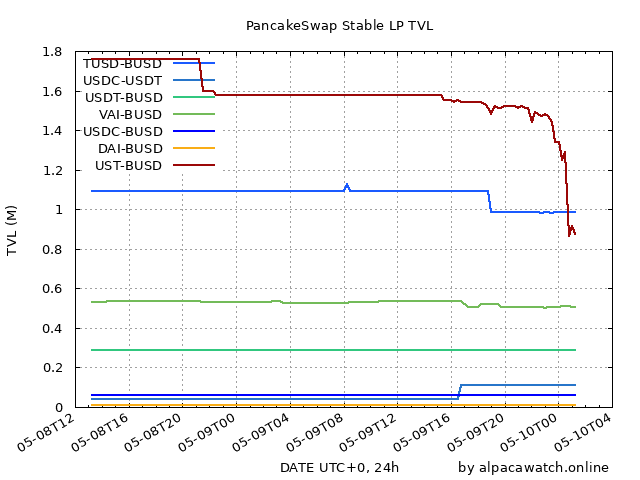 PancakeSwap Stable LP TVL
1.8
1.6
1.4
1.2
1
0.8
0.6
0.4
0.2
0
TVL (M)
TUSD-BUSD
USDC-USDT
USDT-BUSD
VAI-BUSD
USDC-BUSD
DAI-BUSD
UST-BUSD
05-08T12
05-08T16
05-08T20
05-09T00
05-09T04
05-09T08
05-09T12
05-09T16
05-09T20
05-10T00
05-10T04
DATE UTC+0, 24h
by alpacawatch.online